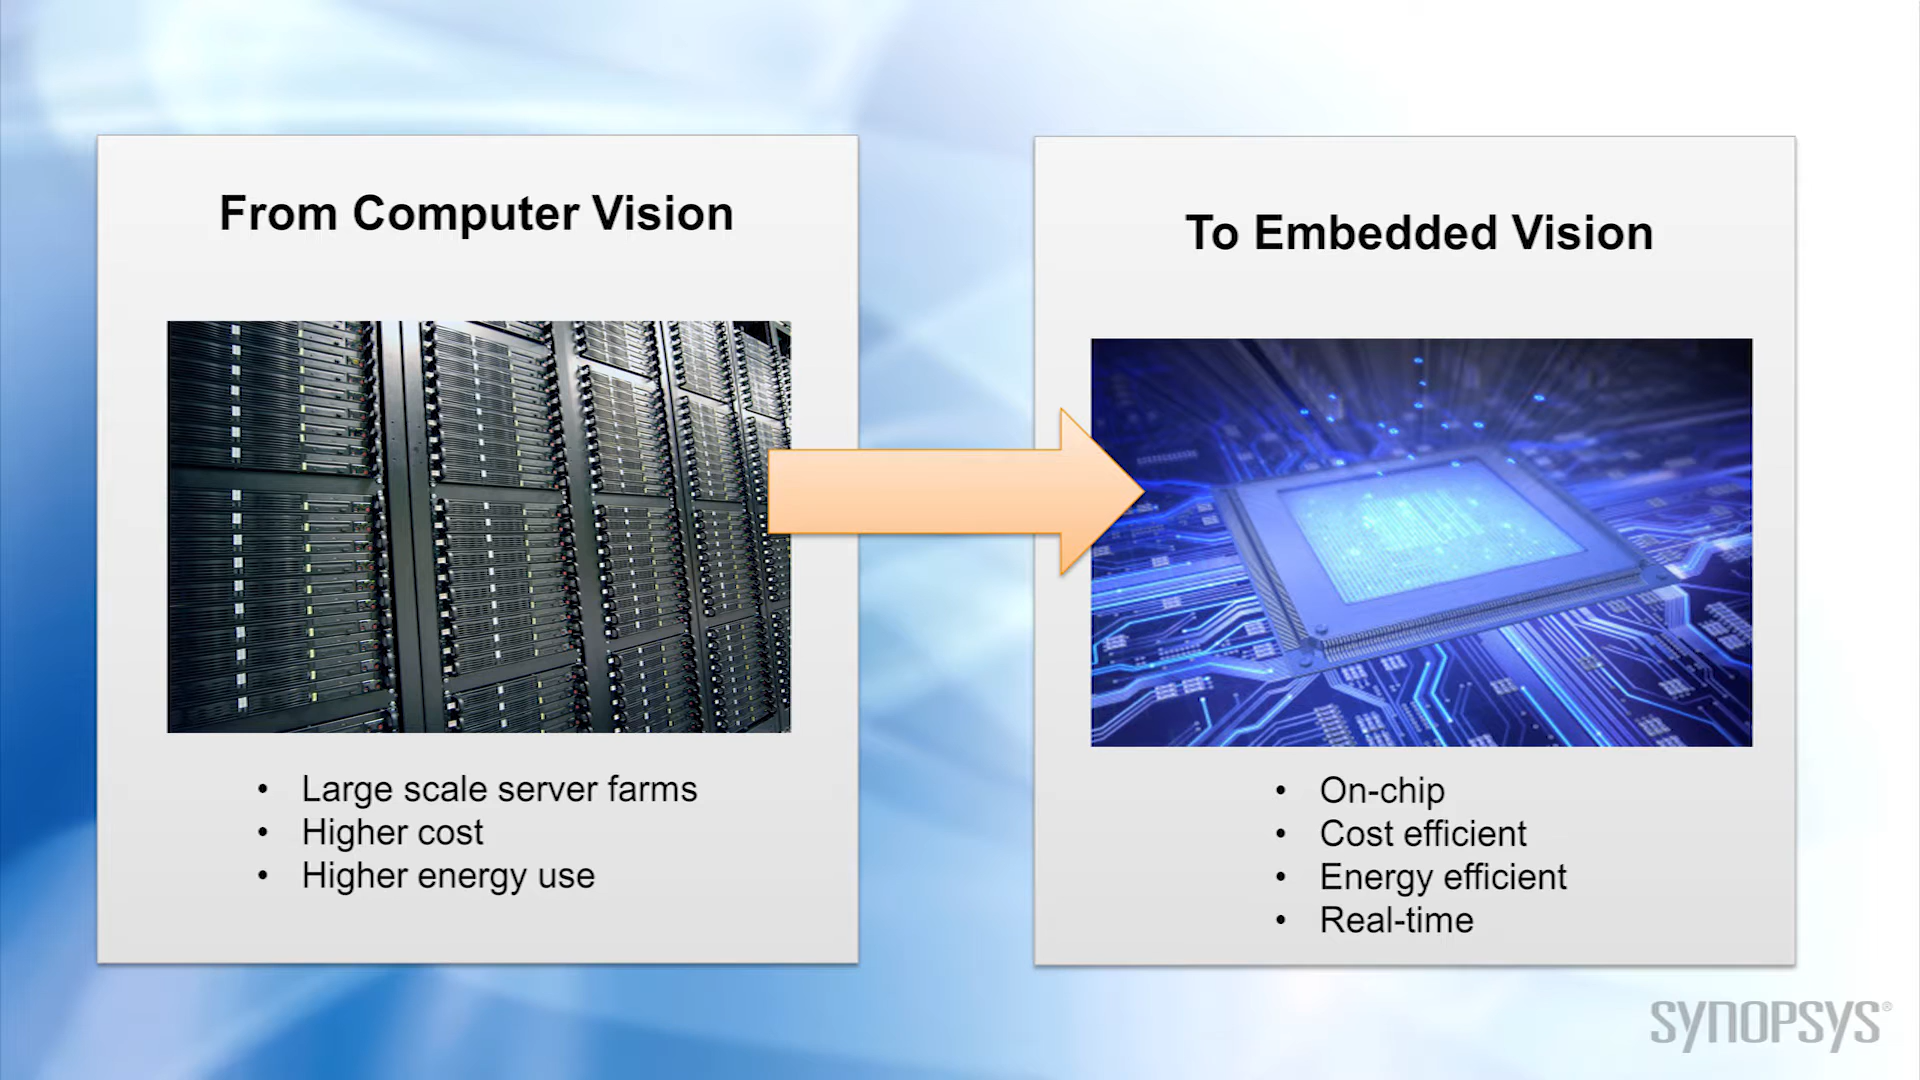 From Computer Vision
• Large scale server farms
• Higher cost
• Higher energy use
To Embedded Vision
• On-chip
• Cost efficient
• Energy efficient
• Real-time
SYNOPSYS®